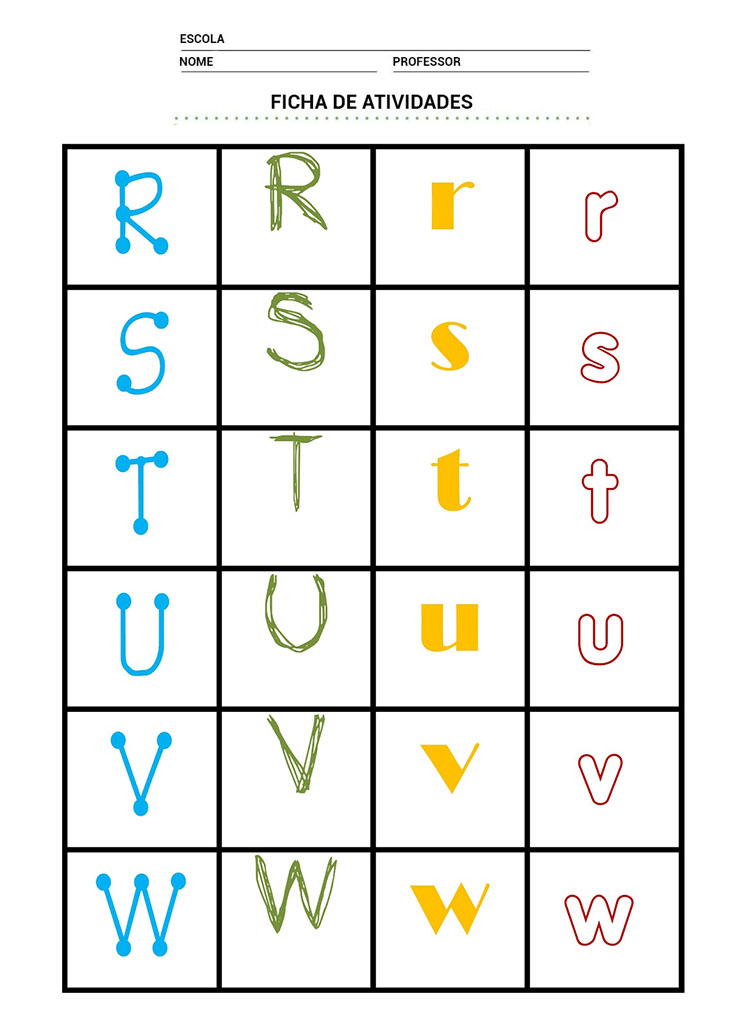 ESCOLA
NOME PROFESSOR
FICHA DE ATIVIDADES
R R r r
S S s s
T T t t
U U u u
V V v v
W W w w